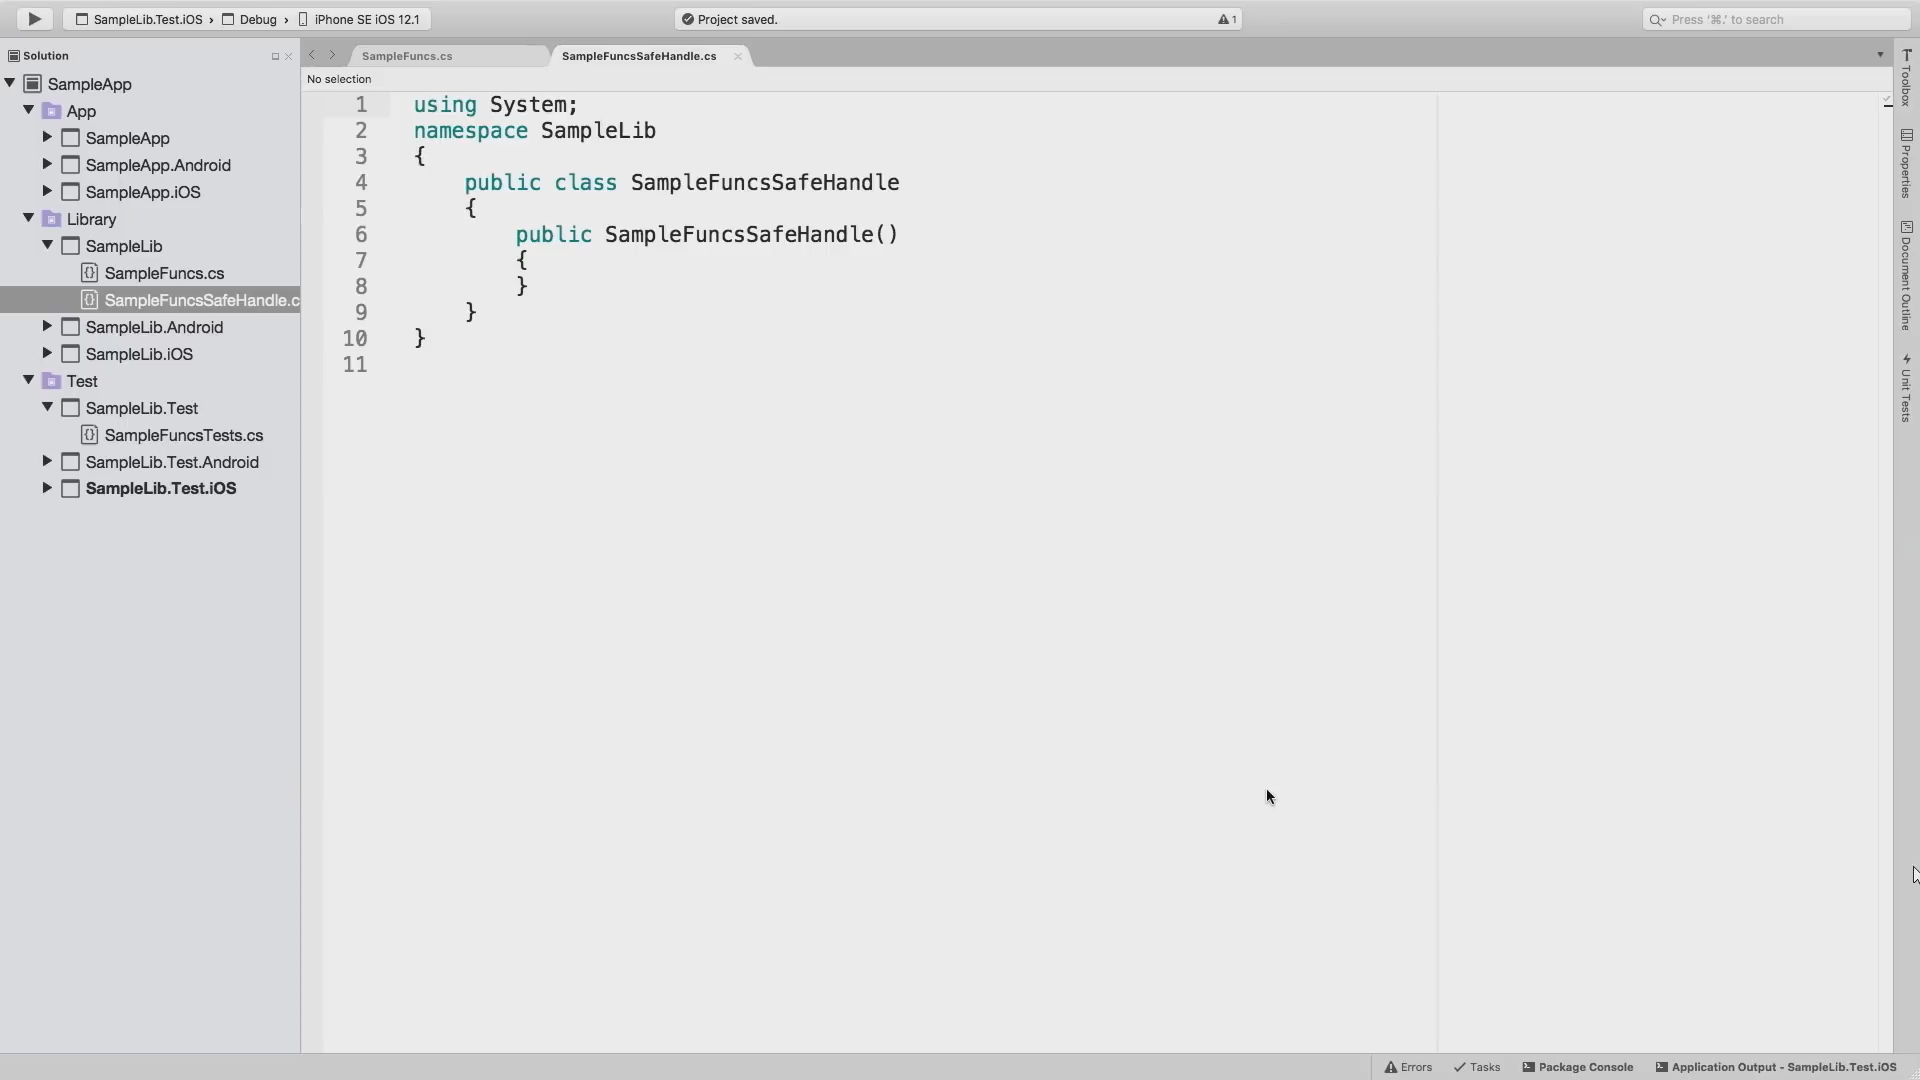 SampleLib.Test.iOS › Debug › iPhone SE iOS 12.1
Project saved.
1
Press '⌘.' to search
Solution
SampleFuncs.cs
SampleFuncsSafeHandle.cs
No selection
SampleApp
App
SampleApp
SampleApp.Android
SampleApp.iOS
Library
SampleLib
SampleFuncs.cs
SampleFuncsSafeHandle.c
SampleLib.Android
SampleLib.iOS
Test
SampleLib.Test
SampleFuncsTests.cs
SampleLib.Test.Android
SampleLib.Test.iOS
1 using System;
2 namespace SampleLib
3 {
4 public class SampleFuncsSafeHandle
5 {
6 public SampleFuncsSafeHandle()
7 {
8 }
9 }
10 }
11
Toolbox
Properties
Document Outline
Unit Tests
Errors
Tasks
Package Console
Application Output - SampleLib.Test.iOS